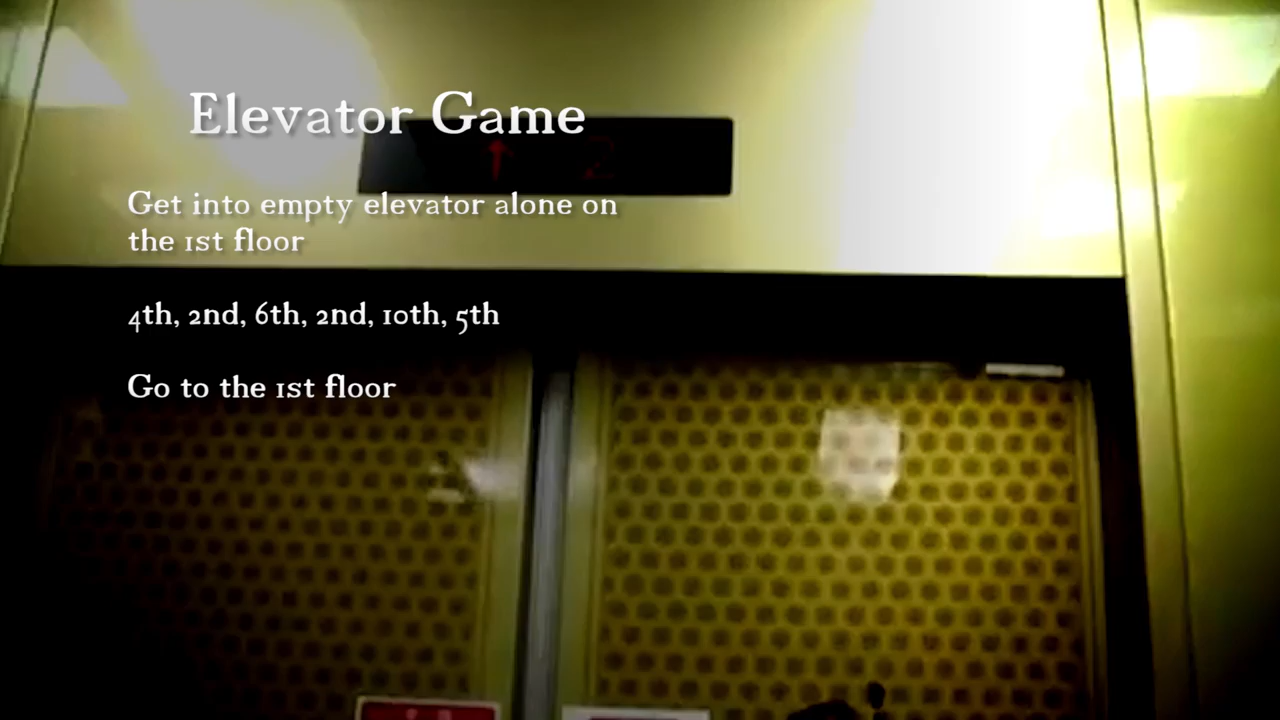 Elevator Game
↑ 2
Get into empty elevator alone on
the 1st floor
4th, 2nd, 6th, 2nd, 10th, 5th
Go to the 1st floor